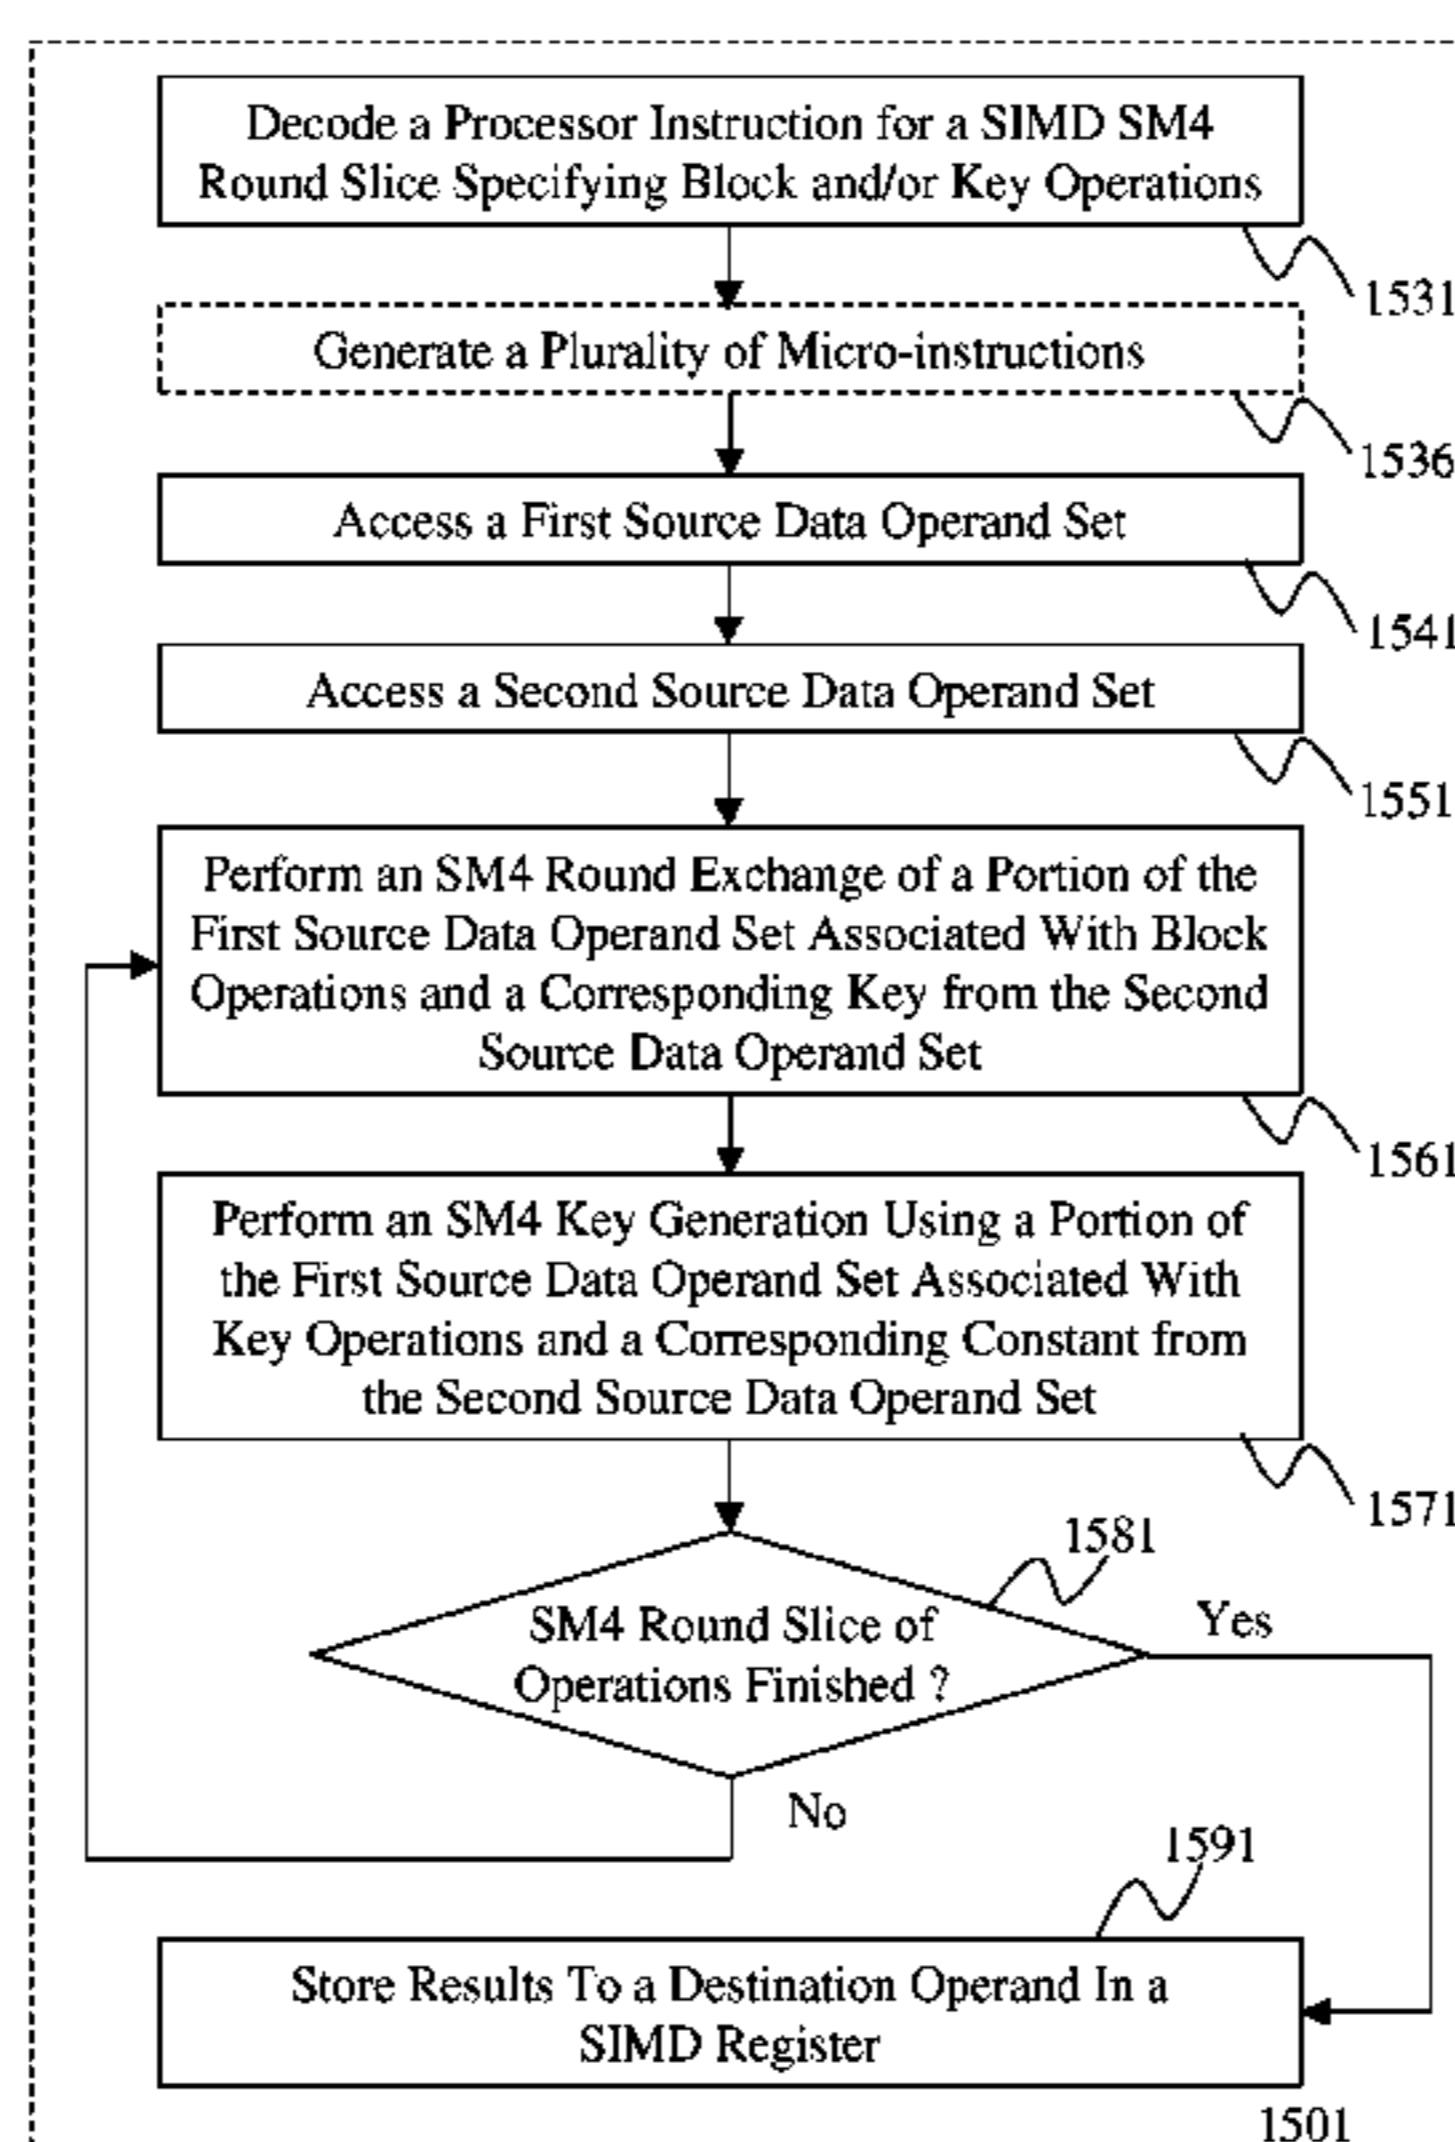 Decode a Processor Instruction for a SIMD SM4
Round Slice Specifying Block and/or Key Operations
1531
Generate a Plurality of Micro-instructions
1536
Access a First Source Data Operand Set
1541
Access a Second Source Data Operand Set
1551
Perform an SM4 Round Exchange of a Portion of the
First Source Data Operand Set Associated With Block
Operations and a Corresponding Key from the Second
Source Data Operand Set
1561
Perform an SM4 Key Generation Using a Portion of
the First Source Data Operand Set Associated With
Key Operations and a Corresponding Constant from
the Second Source Data Operand Set
1571
1581
SM4 Round Slice of
Operations Finished ?
Yes
No
1591
Store Results To a Destination Operand In a
SIMD Register
1501